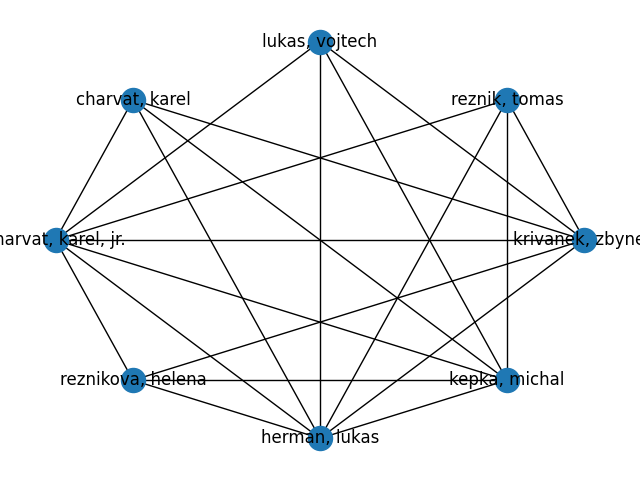 lukas, vojtech
charvat, karel
reznik, tomas
harvat, karel, jr.
krivanek, zbyne
reznikova, helena
kepka, michal
herman, lukas